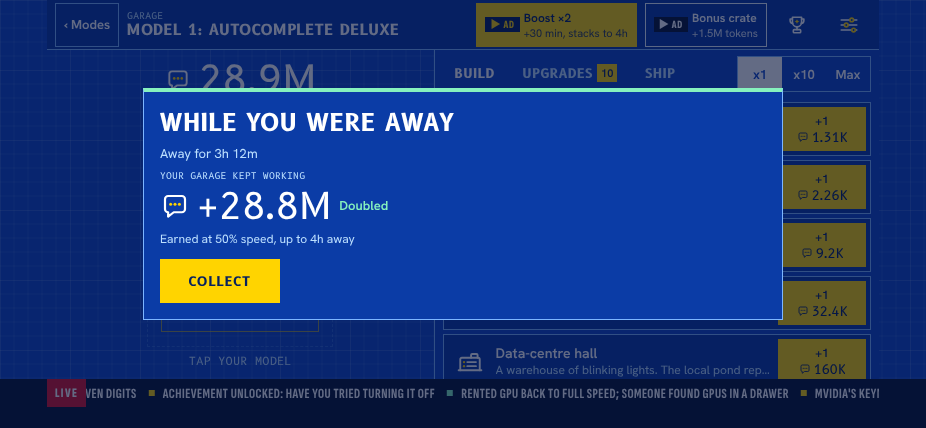 ‹ Modes
GARAGE
MODEL 1: AUTOCOMPLETE DELUXE
AD
Boost ×2
+30 min, stacks to 4h
AD
Bonus crate
+1.5M tokens
28.9M
BUILD
UPGRADES 10
SHIP
x1
x10
Max
WHILE YOU WERE AWAY
Away for 3h 12m
YOUR GARAGE KEPT WORKING
+28.8M Doubled
Earned at 50% speed, up to 4h away
COLLECT
+1
1.31K
+1
2.26K
+1
9.2K
+1
32.4K
Data-centre hall
A warehouse of blinking lights. The local pond rep...
+1
160K
TAP YOUR MODEL
LIVE
VEN DIGITS
ACHIEVEMENT UNLOCKED: HAVE YOU TRIED TURNING IT OFF
RENTED GPU BACK TO FULL SPEED; SOMEONE FOUND GPUS IN A DRAWER
MVIDIA'S KEY